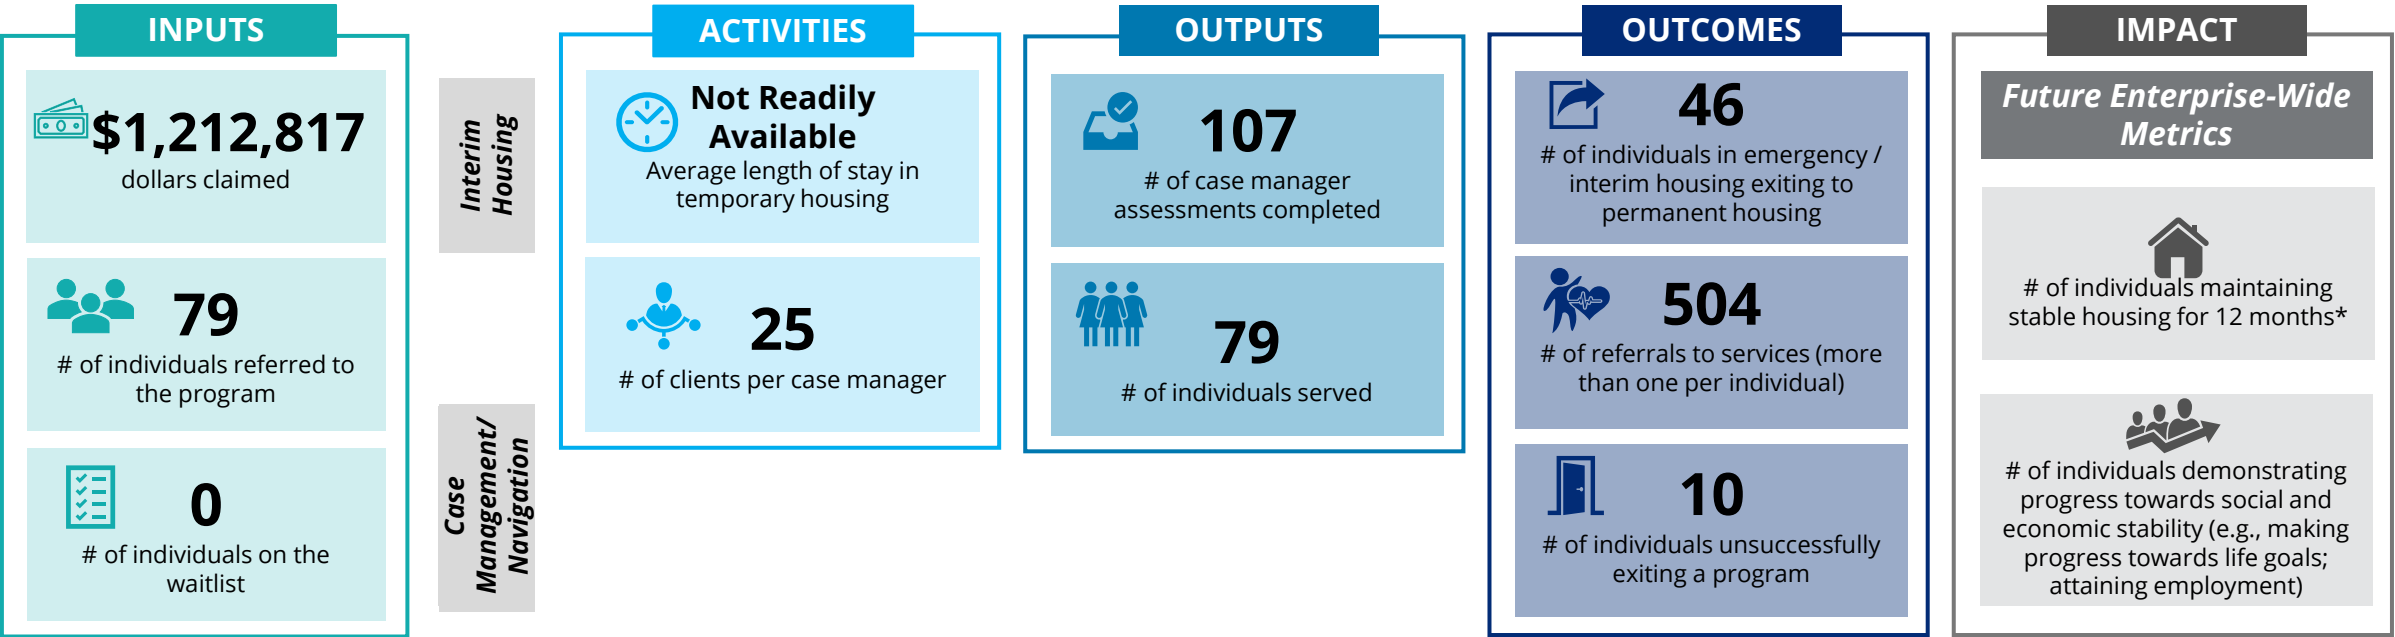 INPUTS
$1,212,817
dollars claimed
79
# of individuals referred to
the program
0
# of individuals on the
waitlist
Interim
Housing
Case
Management/
Navigation
ACTIVITIES
Not Readily
Available
Average length of stay in
temporary housing
25
# of clients per case manager
OUTPUTS
107
# of case manager
assessments completed
79
# of individuals served
OUTCOMES
46
# of individuals in emergency /
interim housing exiting to
permanent housing
504
# of referrals to services (more
than one per individual)
10
# of individuals unsuccessfully
exiting a program
IMPACT
Future Enterprise-Wide
Metrics
# of individuals maintaining
stable housing for 12 months*
# of individuals demonstrating
progress towards social and
economic stability (e.g., making
progress towards life goals;
attaining employment)